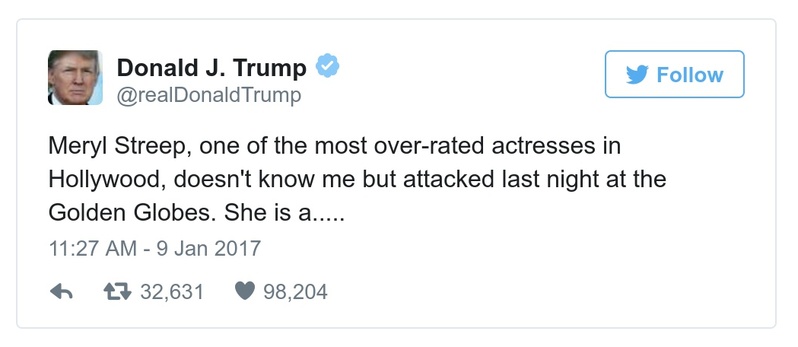 Donald J. Trump
@realDonaldTrump
Follow
Meryl Streep, one of the most over-rated actresses in
Hollywood, doesn't know me but attacked last night at the
Golden Globes. She is a.....
11:27 AM - 9 Jan 2017
32,631 98,204